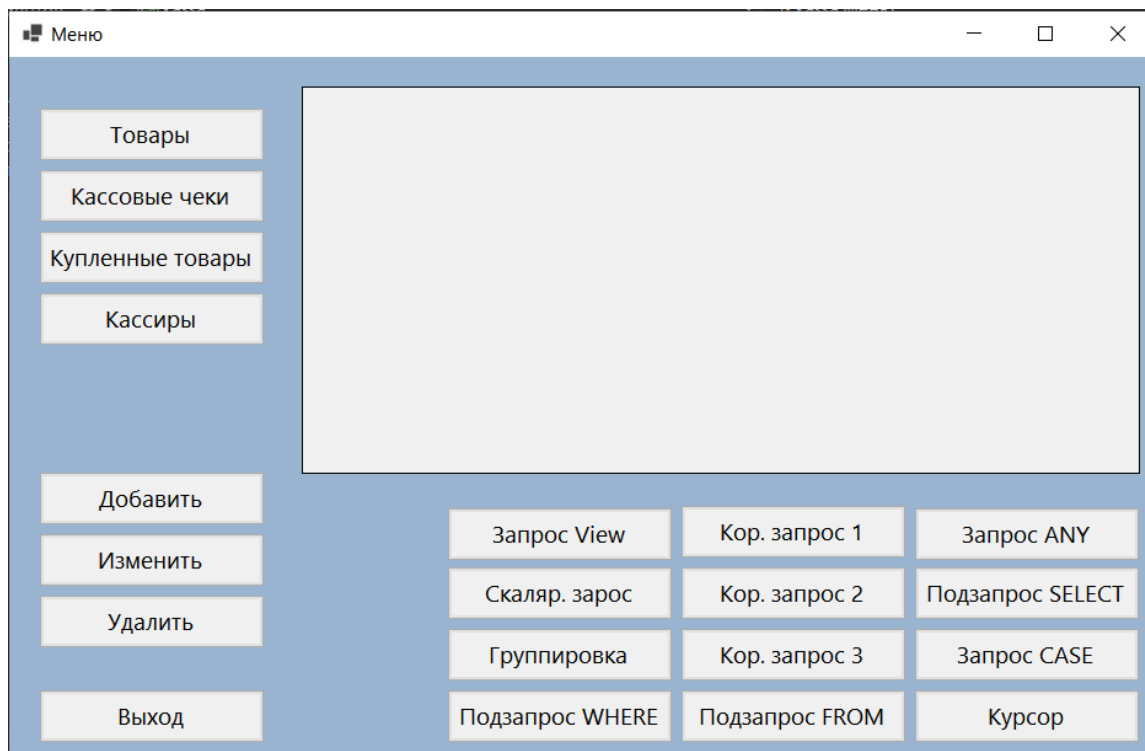 Меню
Товары
Кассовые чеки
Купленные товары
Кассиры
Добавить
Изменить
Удалить
Выход
Запрос View
Кор. запрос 1
Запрос ANY
Скаляр. зарос
Кор. запрос 2
Подзапрос SELECT
Группировка
Кор. запрос 3
Запрос CASE
Подзапрос WHERE
Подзапрос FROM
Курсор